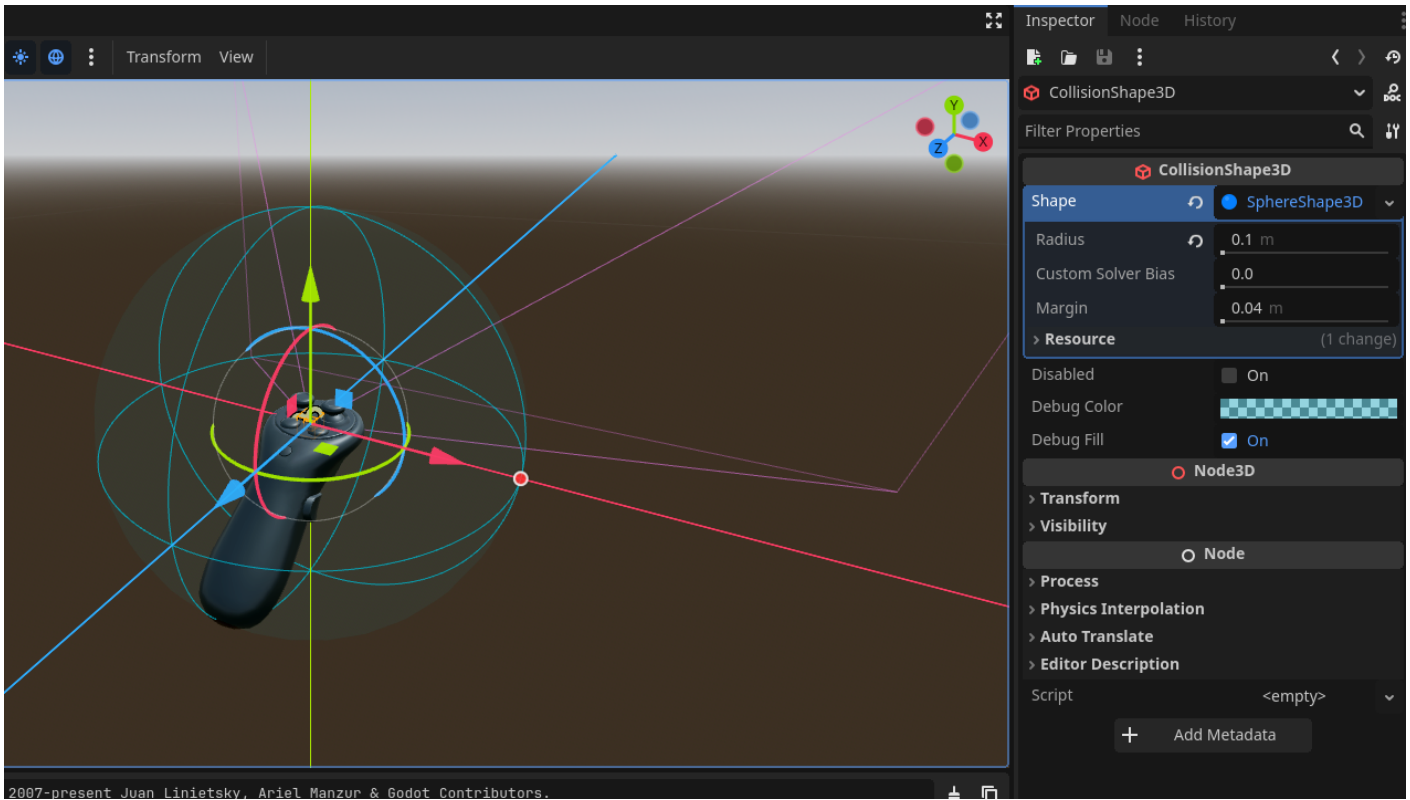 Inspector Node History
Transform View
CollisionShape3D
DOC
Filter Properties
Y
X
Z
CollisionShape3D
Shape SphereShape3D
Radius 0.1 m
Custom Solver Bias 0.0
Margin 0.04 m
Resource (1 change)
Disabled On
Debug Color
Debug Fill On
Node3D
Transform
Visibility
Node
Process
Physics Interpolation
Auto Translate
Editor Description
Script <empty>
Add Metadata
2007-present Juan Linietsky, Ariel Manzur & Godot Contributors.